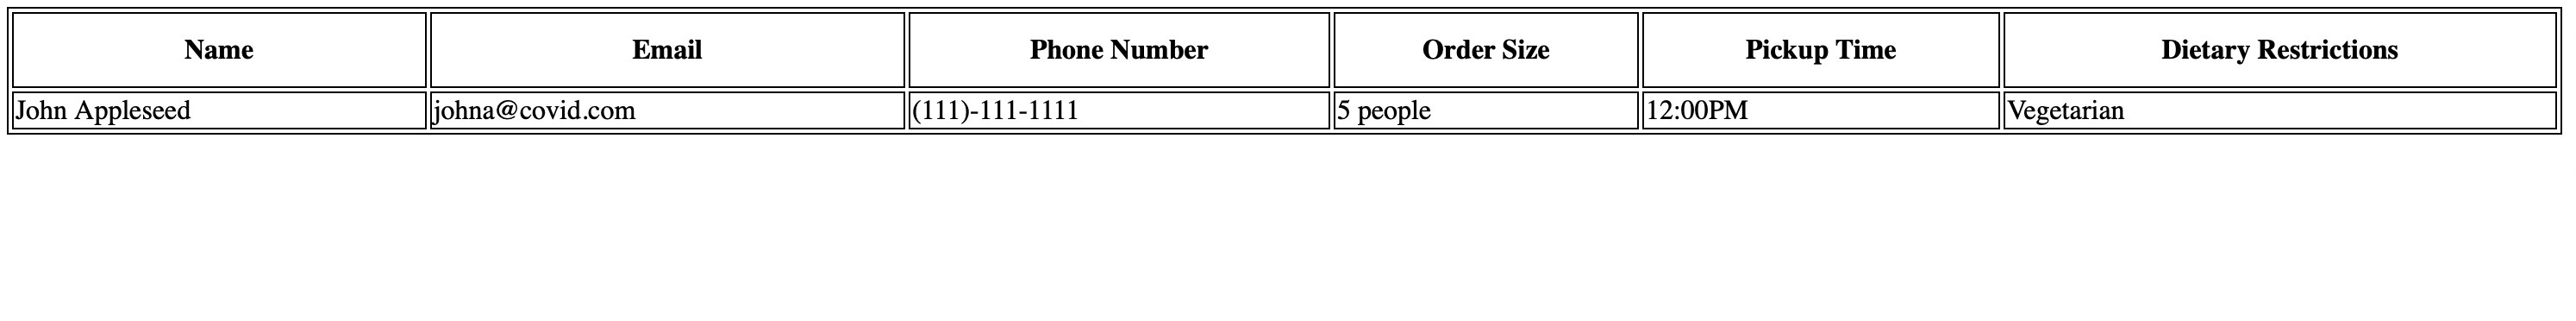 Name Email Phone Number Order Size Pickup Time Dietary Restrictions
John Appleseed johna@covid.com (111)-111-1111 5 people 12:00PM Vegetarian